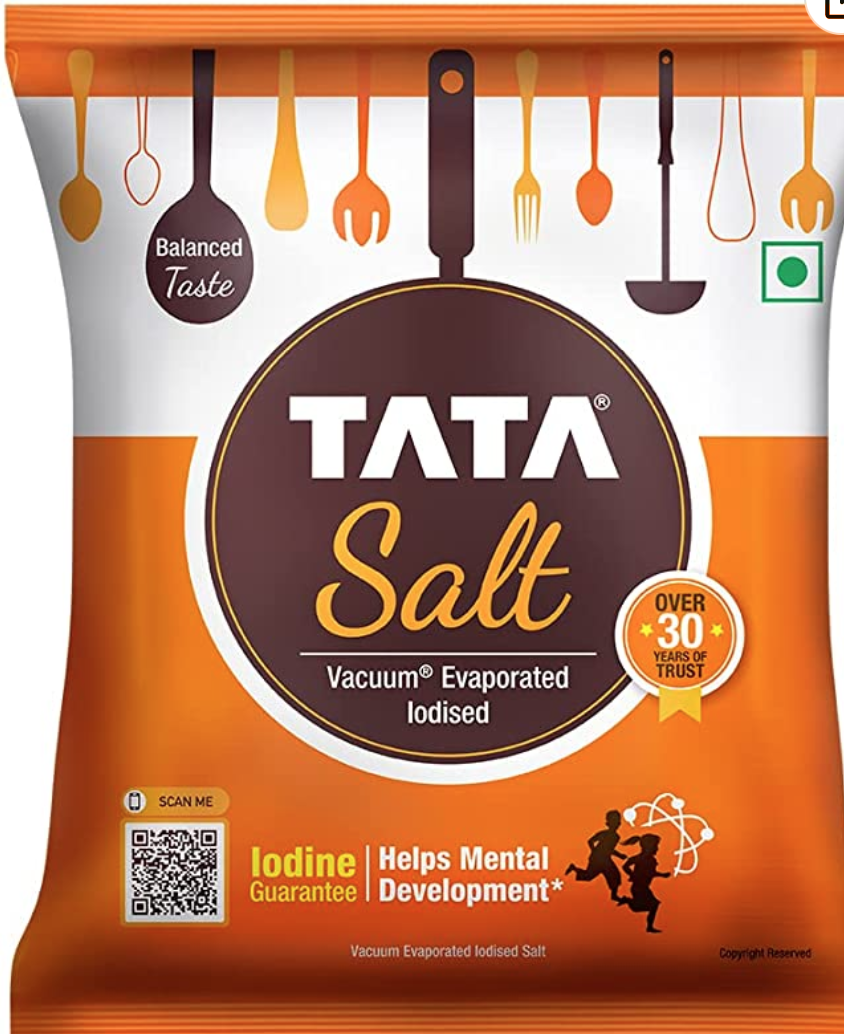 Balanced
Taste
TATA®
Salt
Vacuum® Evaporated
Iodised
OVER
30
YEARS OF
TRUST
SCAN ME
Iodine
Guarantee
Helps Mental
Development*
Vacuum Evaporated Iodised Salt
Copyright Reserved